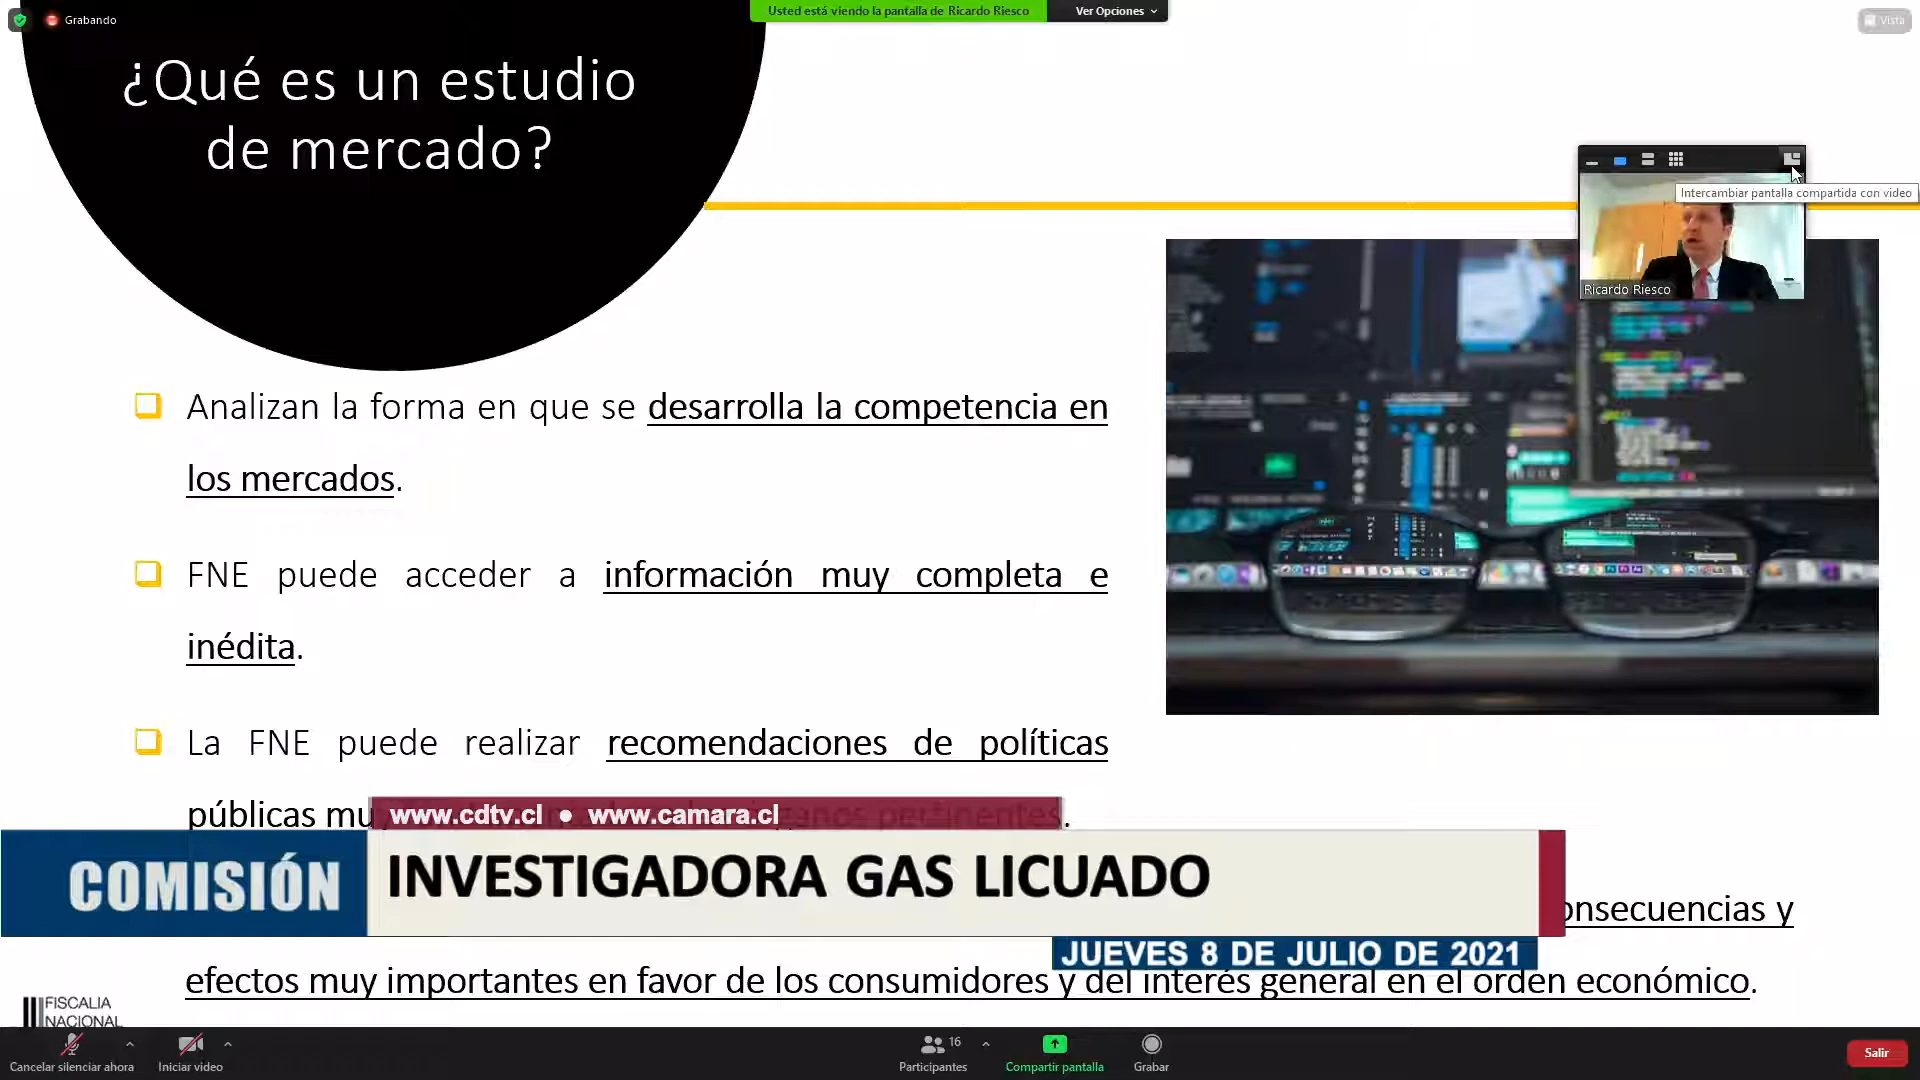 Grabando
Usted está viendo la pantalla de Ricardo Riesco
Ver Opciones
Vista
¿Qué es un estudio
de mercado?
Intercambiar pantalla compartida con video
Ricardo Riesco
Analizan la forma en que se desarrolla la competencia en
los mercados.
FNE puede acceder a información muy completa e
inédita.
La FNE puede realizar recomendaciones de políticas
públicas pertinentes.
www.cdtv.cl ● www.camara.cl
COMISIÓN
INVESTIGADORA GAS LICUADO
onsecuencias y
JUEVES 8 DE JULIO DE 2021
efectos muy importantes en favor de los consumidores y del interés general en el orden económico.
FISCALIA
NACIONAL
Cancelar silenciar ahora
Iniciar video
16
Participantes
Compartir pantalla
Grabar
Salir